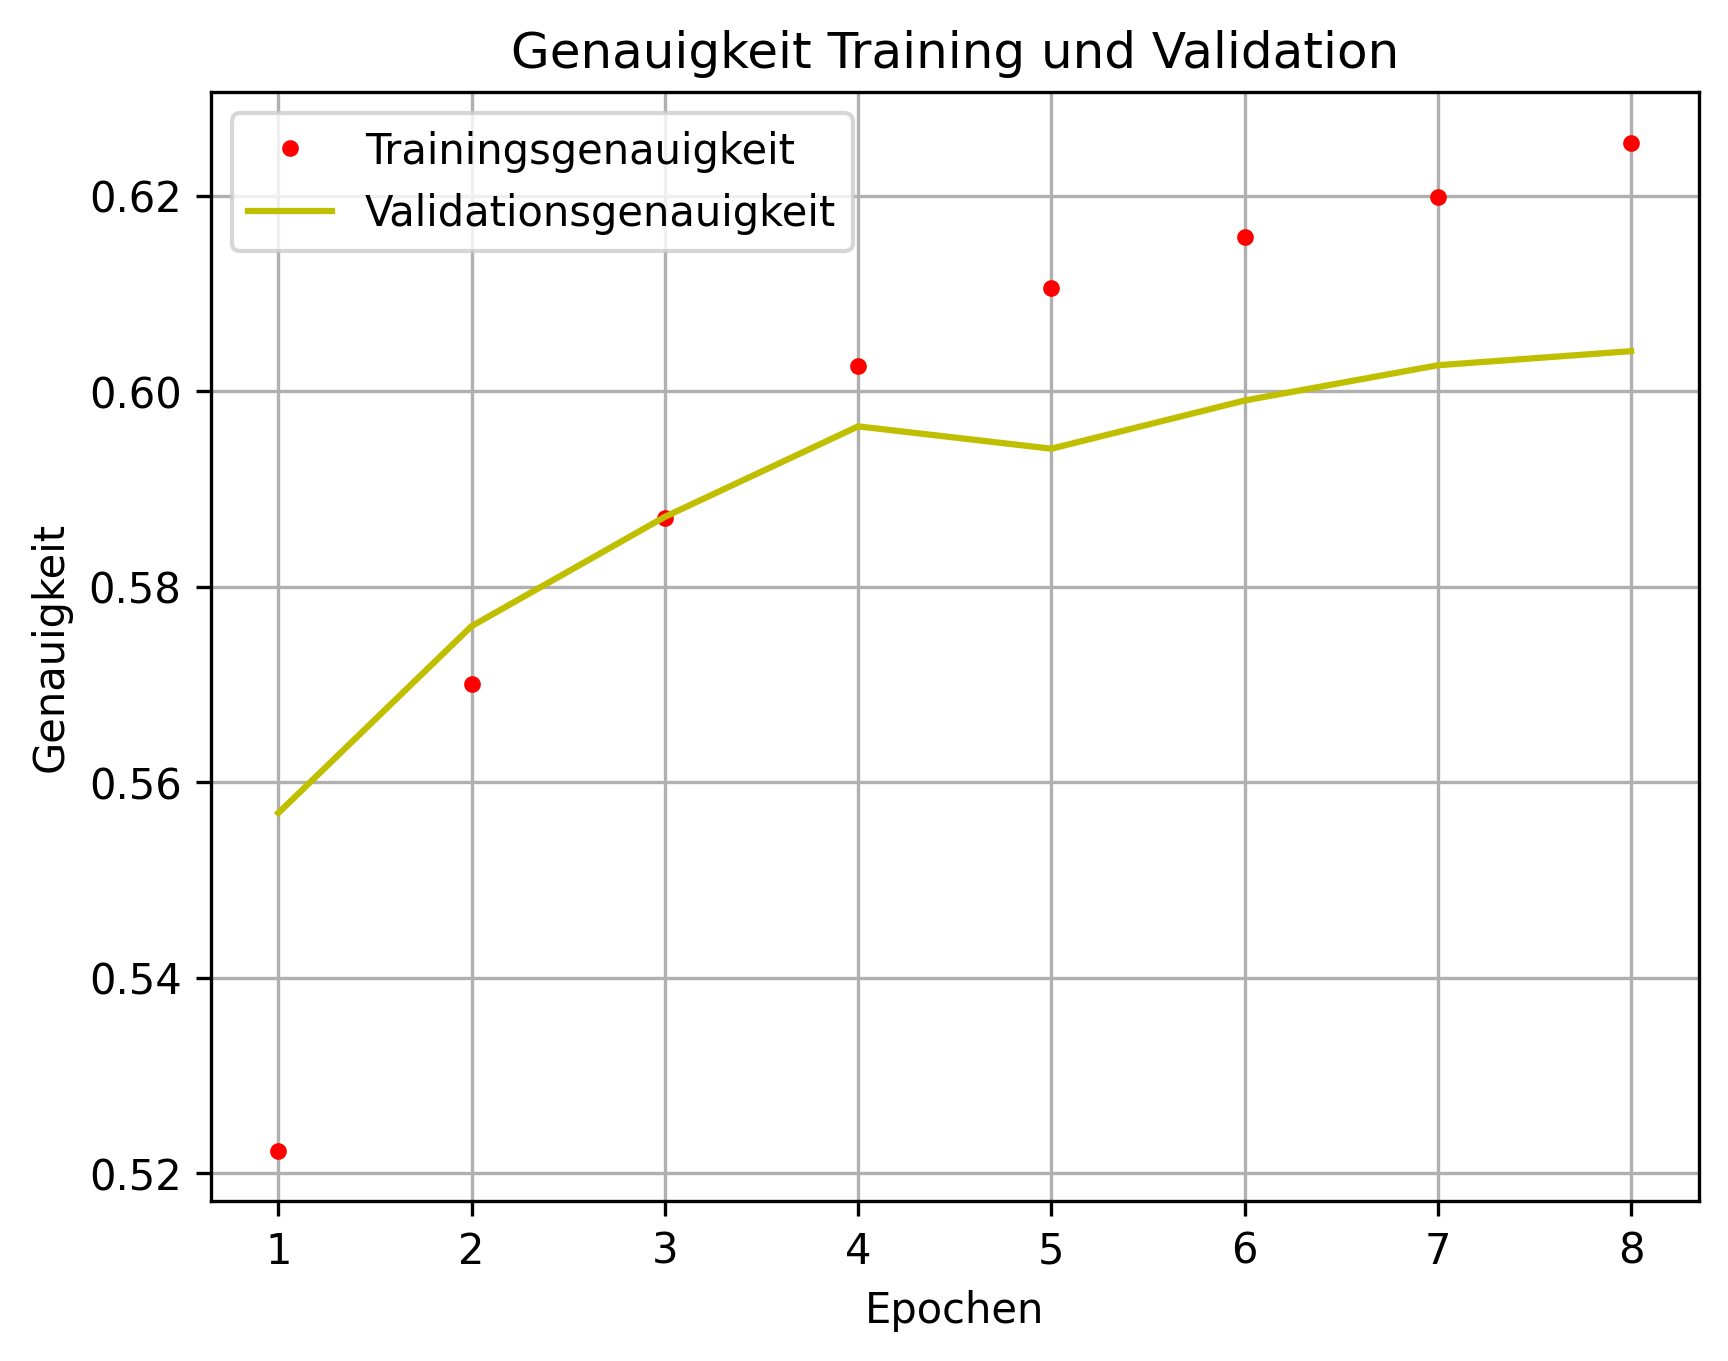 Genauigkeit Training und Validation
Trainingsgenauigkeit
Validationsgenauigkeit
Genauigkeit
0.62
0.60
0.58
0.56
0.54
0.52
1 2 3 4 5 6 7 8
Epochen